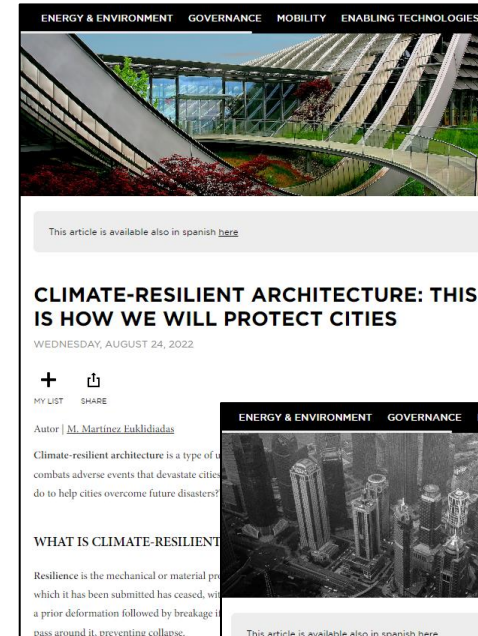 ENERGY & ENVIRONMENT GOVERNANCE MOBILITY ENABLING TECHNOLOGIES
This article is available also in spanish here
CLIMATE-RESILIENT ARCHITECTURE: THIS
IS HOW WE WILL PROTECT CITIES
WEDNESDAY, AUGUST 24, 2022
MY LIST SHARE
Autor | M. Martínez Euklidiadas
Climate-resilient architecture is a type of u
combats adverse events that devastate cities
do to help cities overcome future disasters?
WHAT IS CLIMATE-RESILIENT
Resilience is the mechanical or material pro
which it has been submitted has ceased, wit
a prior deformation followed by breakage if
pass around it, preventing collapse.
ENERGY & ENVIRONMENT GOVERNANCE
This article is available also in spanish here